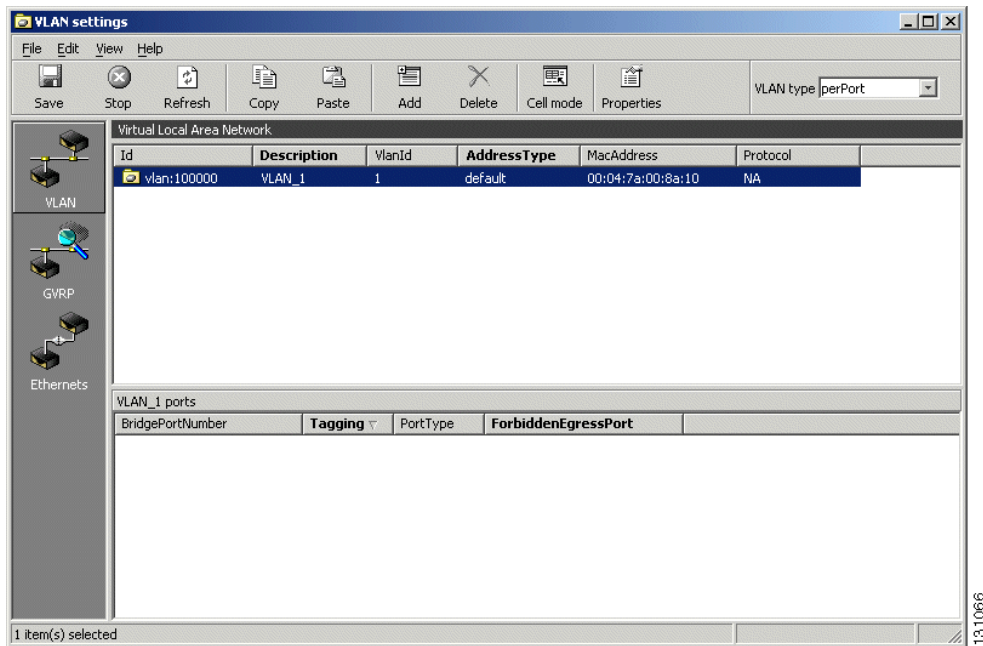 VLAN settings
File Edit View Help
Save Stop Refresh Copy Paste Add Delete Cell mode Properties VLAN type perPort
Virtual Local Area Network
Id Description VlanId AddressType MacAddress Protocol
vlan:100000 VLAN_1 1 default 00:04:7a:00:8a:10 NA
VLAN
GVRP
Ethernets
VLAN_1 ports
BridgePortNumber Tagging PortType ForbiddenEgressPort
1 item(s) selected
131066